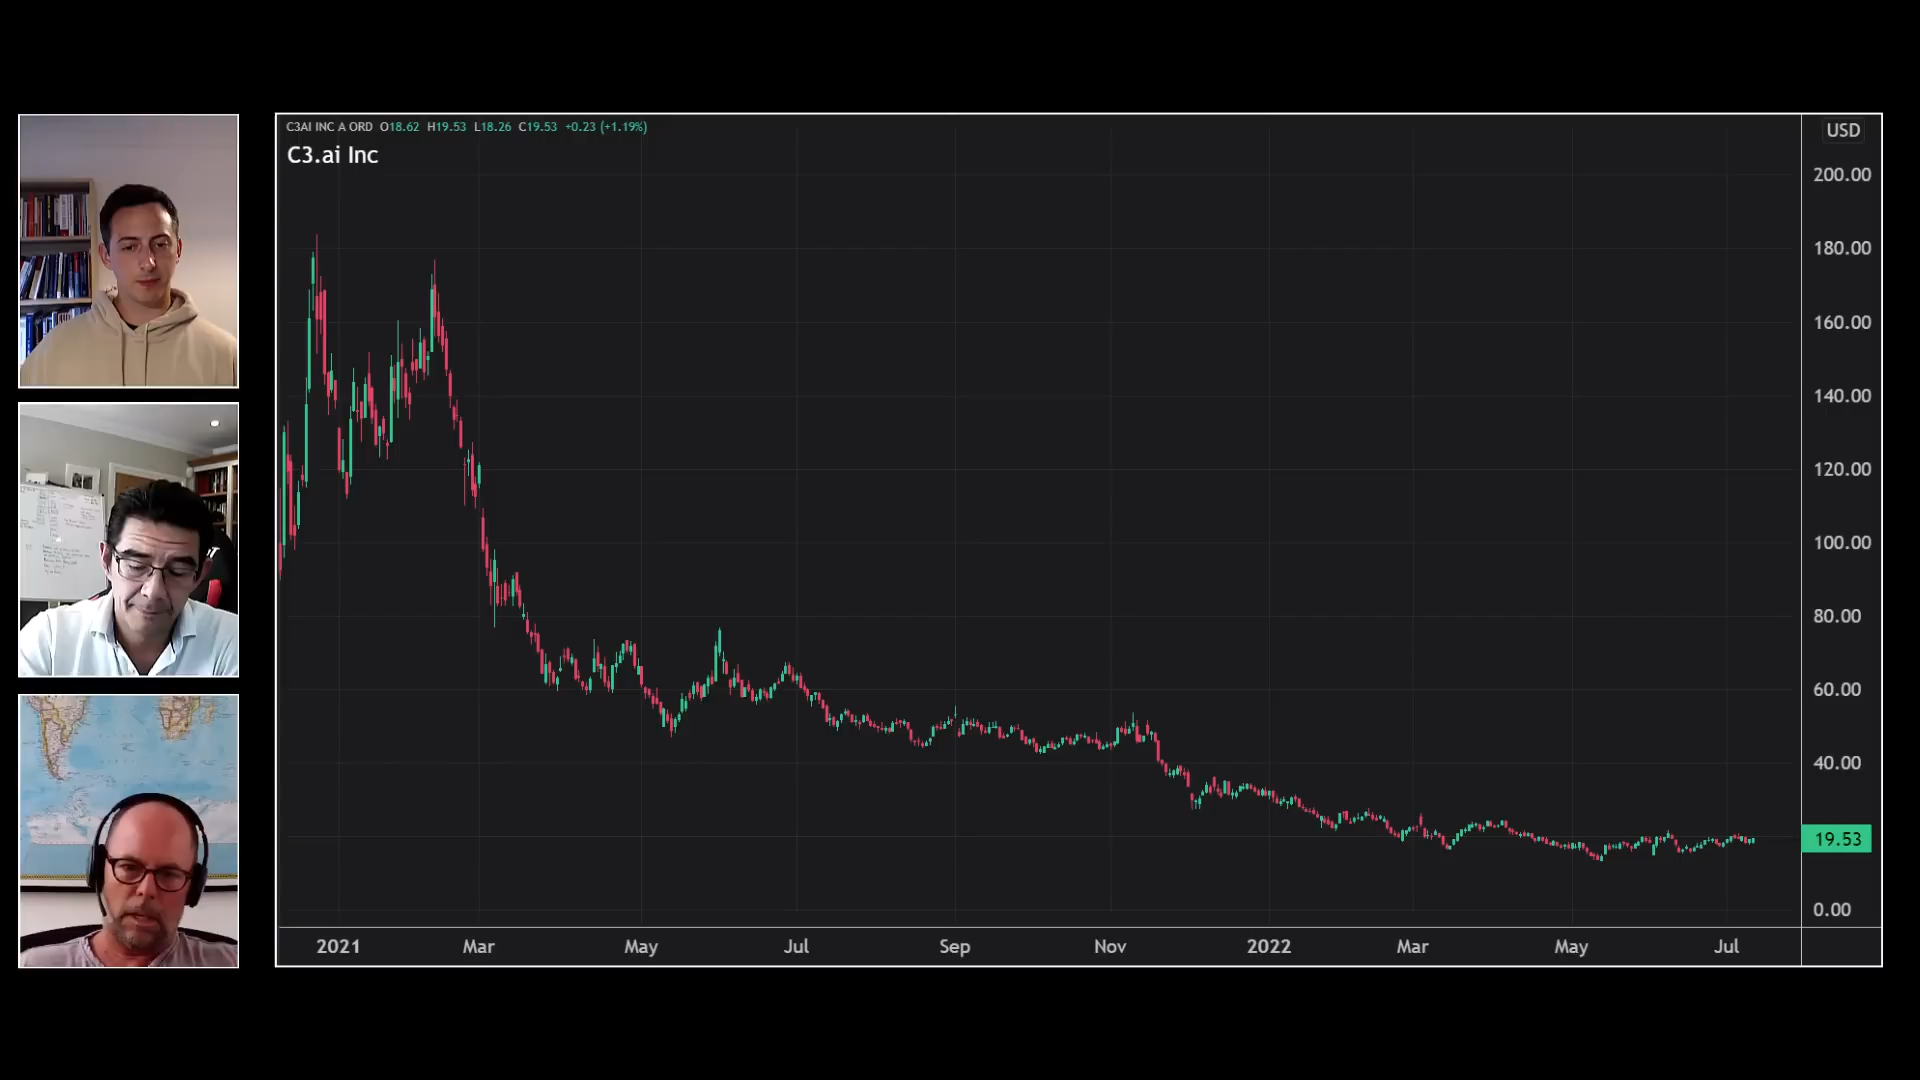 C3AI INC A ORD O18.62 H19.53 L18.26 C19.53 +0.23 (+1.19%)
C3.ai Inc
USD
200.00
180.00
160.00
140.00
120.00
100.00
80.00
60.00
40.00
19.53
0.00
2021 Mar May Jul Sep Nov 2022 Mar May Jul